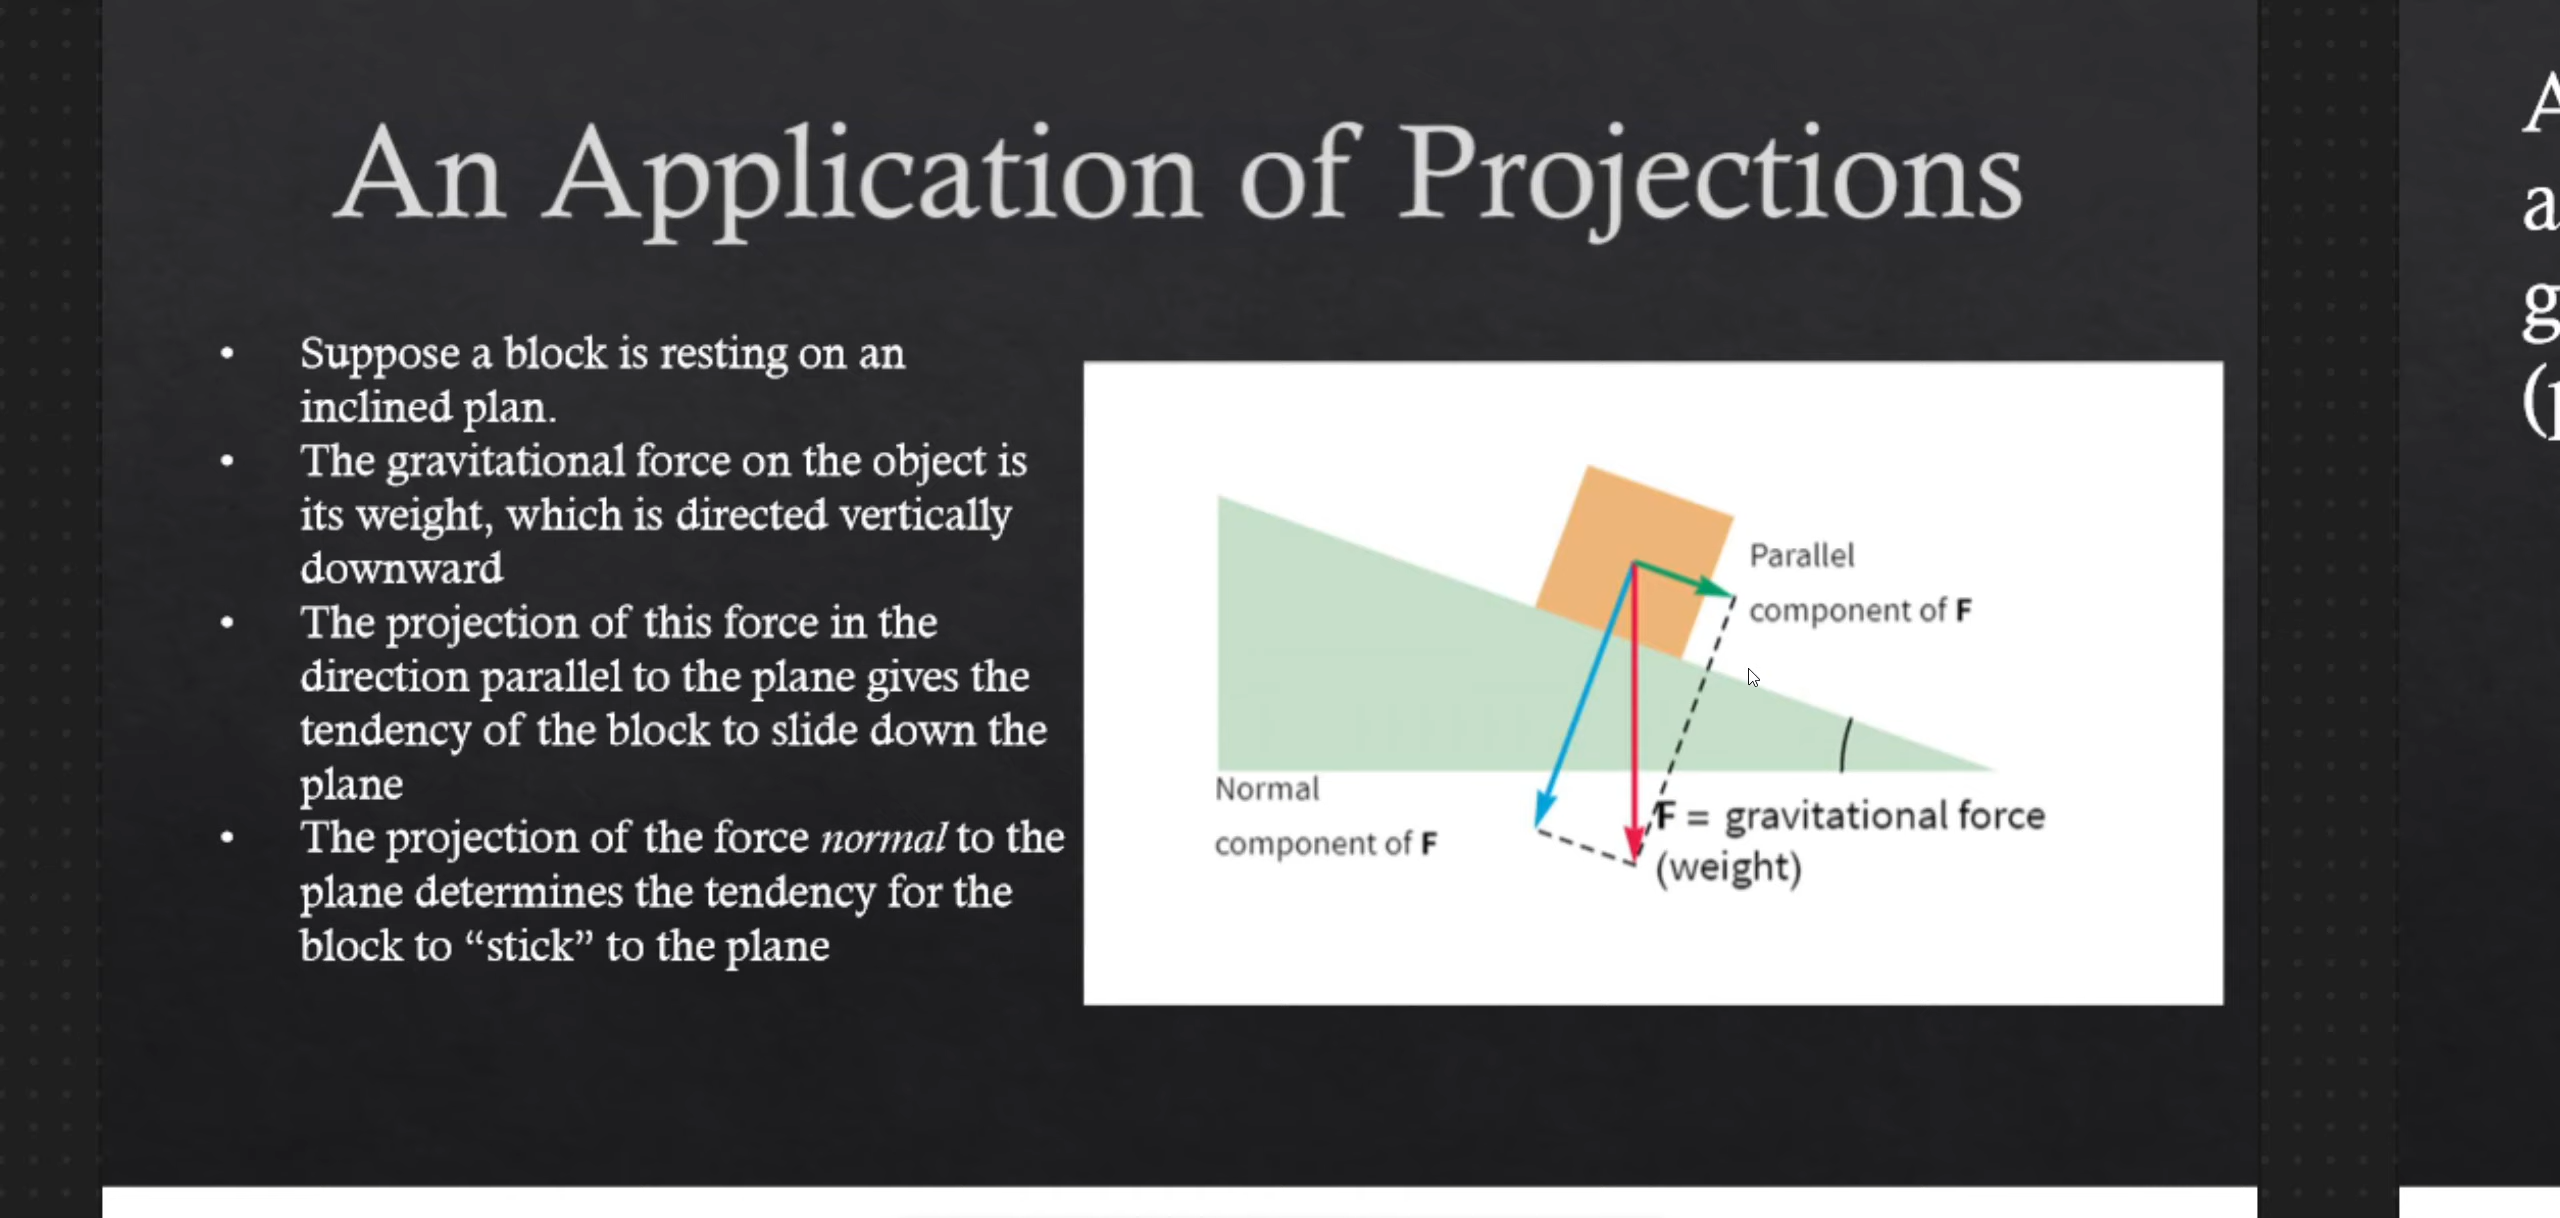 An Application of Projections
• Suppose a block is resting on an
inclined plan.
• The gravitational force on the object is
its weight, which is directed vertically
downward
• The projection of this force in the
direction parallel to the plane gives the
tendency of the block to slide down the
plane
• The projection of the force normal to the
plane determines the tendency for the
block to “stick” to the plane
Parallel
component of F
Normal
component of F
F = gravitational force
(weight)